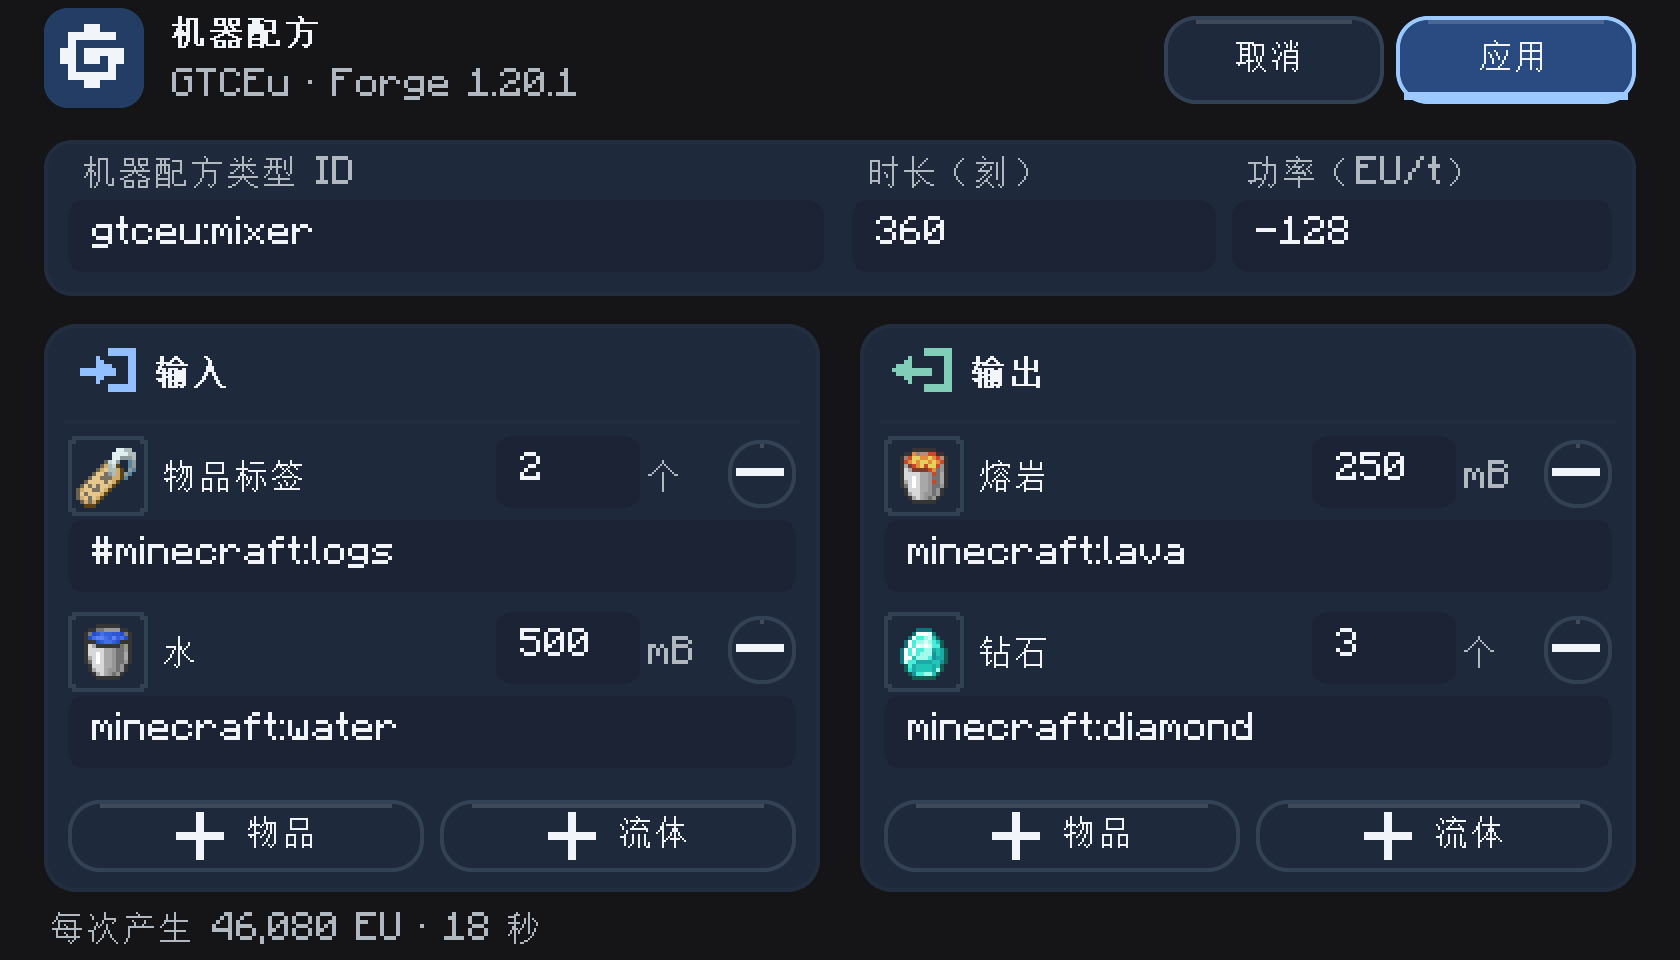 机器配方
GTCEu · Forge 1.20.1
取消
应用
机器配方类型 ID
时长（刻）
功率（EU/t）
gtceu:mixer
360
-128
输入
物品标签
2
个
#minecraft:logs
水
500
mB
minecraft:water
物品
流体
输出
熔岩
250
mB
minecraft:lava
钻石
3
个
minecraft:diamond
物品
流体
每次产生 46,080 EU · 18 秒